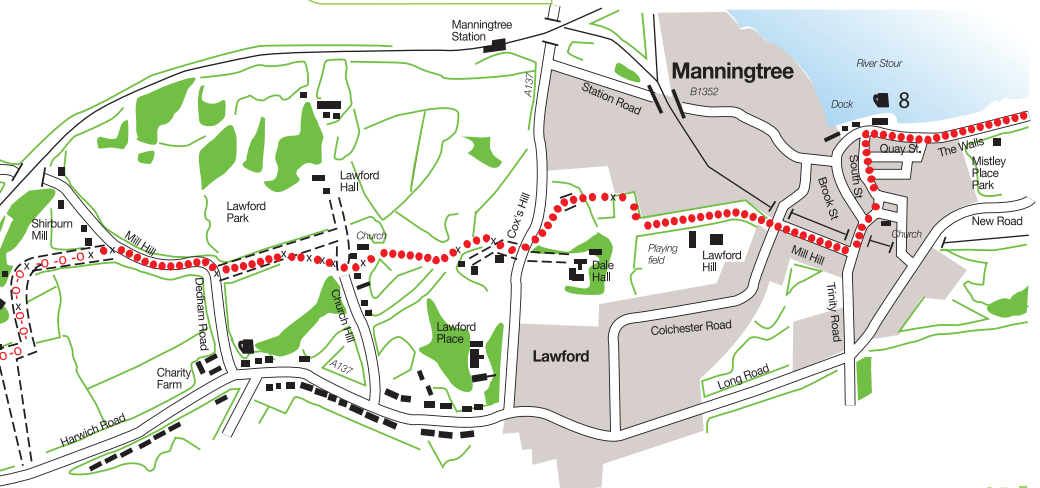 Manningtree
Station
A137
Station Road
Manningtree
B1352
River Stour
Dock
8
Quay St.
The Walls
Mistley
Place
Park
South St
Brook St
New Road
Church
Mill Hill
Trinity Road
Lawford
Hall
Lawford
Park
Church
Shirburn
Mill
Mill Hill
Cox's Hill
Playing
field
Lawford
Hill
Dale
Hall
Dednam Road
Church Hill
Lawford
Place
Lawford
Colchester Road
Long Road
A137
Charity
Farm
Harwich Road